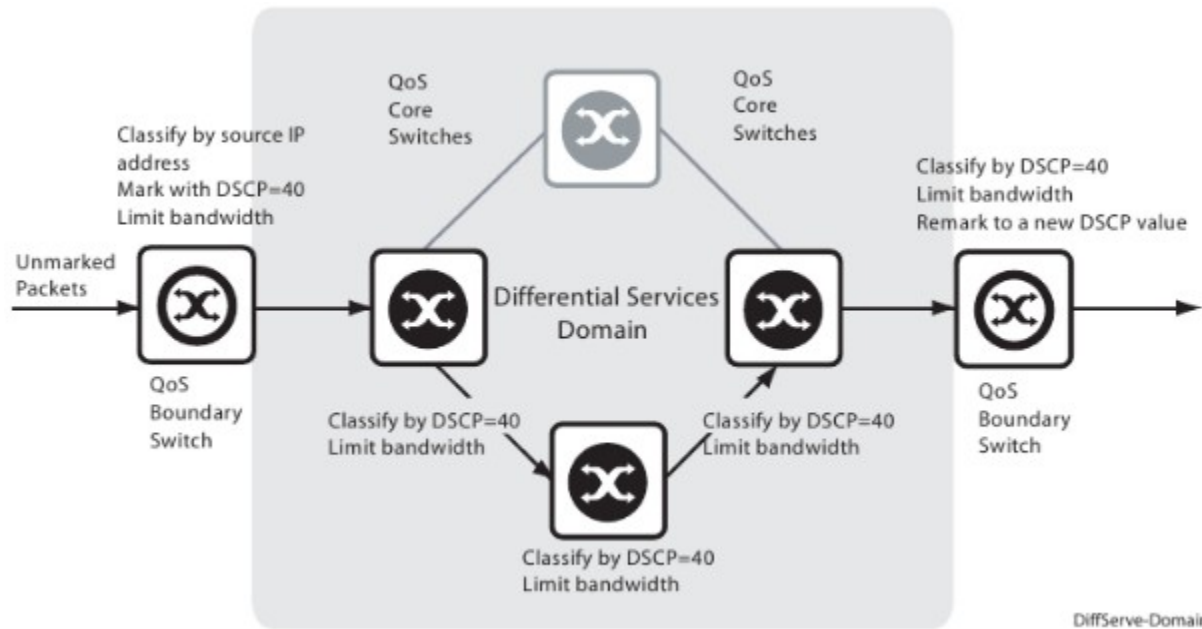 QoS
Core
Switches
QoS
Core
Switches
Classify by source IP
address
Mark with DSCP=40
Limit bandwidth
Classify by DSCP=40
Limit bandwidth
Remark to a new DSCP value
Unmarked
Packets
Differential Services
Domain
QoS
Boundary
Switch
Classify by DSCP=40
Limit bandwidth
Classify by DSCP=40
Limit bandwidth
QoS
Boundary
Switch
Classify by DSCP=40
Limit bandwidth
DiffServe-Domain